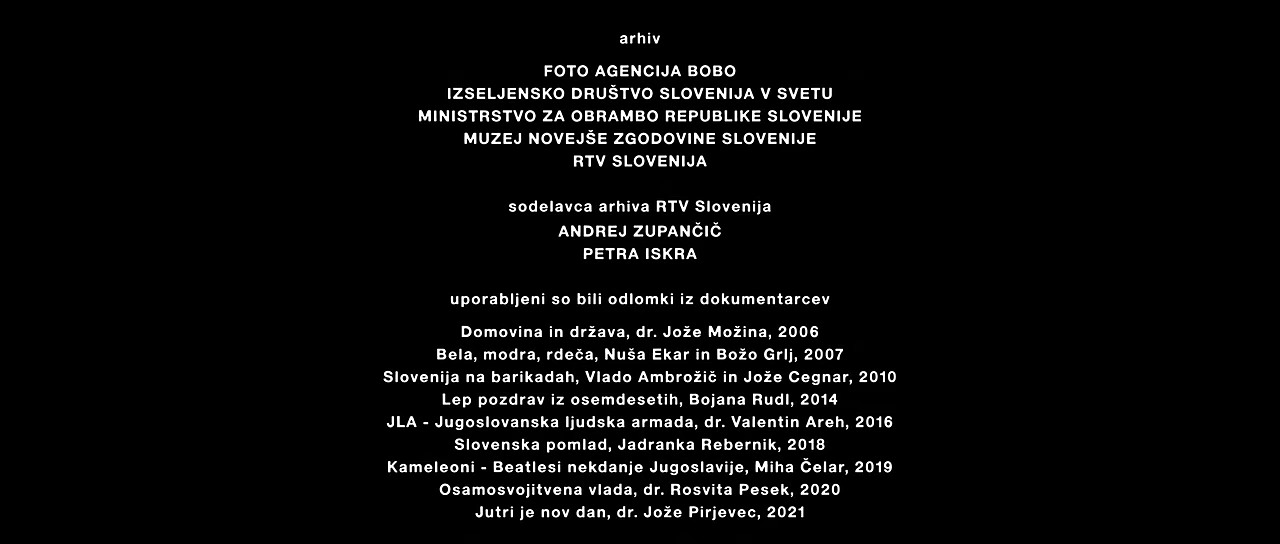 arhiv
FOTO AGENCIJA BOBO
IZSELJENSKO DRUŠTVO SLOVENIJA V SVETU
MINISTRSTVO ZA OBRAMBO REPUBLIKE SLOVENIJE
MUZEJ NOVEJŠE ZGODOVINE SLOVENIJE
RTV SLOVENIJA
sodelavca arhiva RTV Slovenija
ANDREJ ZUPANČIČ
PETRA ISKRA
uporabljeni so bili odlomki iz dokumentarcev
Domovina in država, dr. Jože Možina, 2006
Bela, modra, rdeča, Nuša Ekar in Božo Grlj, 2007
Slovenija na barikadah, Vlado Ambrožič in Jože Cegnar, 2010
Lep pozdrav iz osemdesetih, Bojana Rudl, 2014
JLA - Jugoslovanska ljudska armada, dr. Valentin Areh, 2016
Slovenska pomlad, Jadranka Rebernik, 2018
Kameleoni - Beatlesi nekdanje Jugoslavije, Miha Čelar, 2019
Osamosvojitvena vlada, dr. Rosvita Pesek, 2020
Jutri je nov dan, dr. Jože Pirjevec, 2021